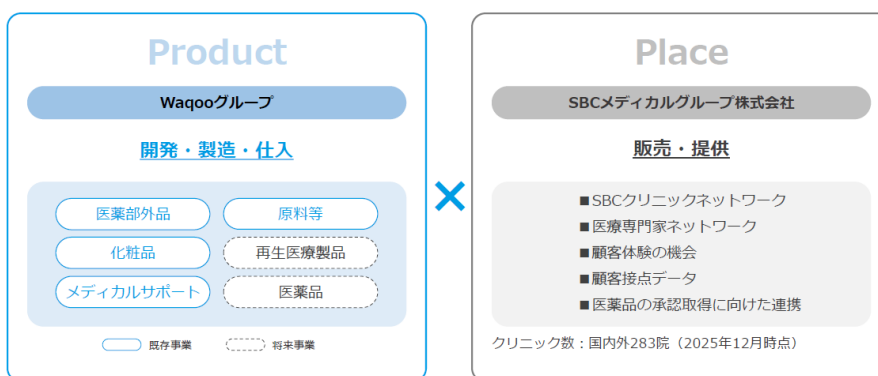 Product
Waqooグループ
開発・製造・仕入
医薬部外品
原料等
化粧品
再生医療製品
メディカルサポート
医薬品
既存事業
将来事業
×
Place
SBCメディカルグループ株式会社
販売・提供
■SBCクリニックネットワーク
■医療専門家ネットワーク
■顧客体験の機会
■顧客接点データ
■医薬品の承認取得に向けた連携
クリニック数：国内外283院（2025年12月時点）